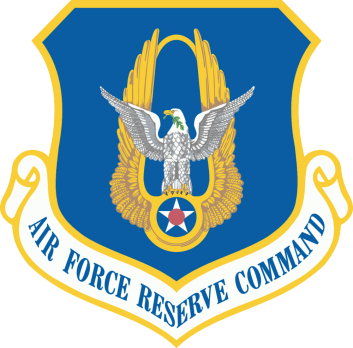 AIR FORCE RESERVE COMMAND